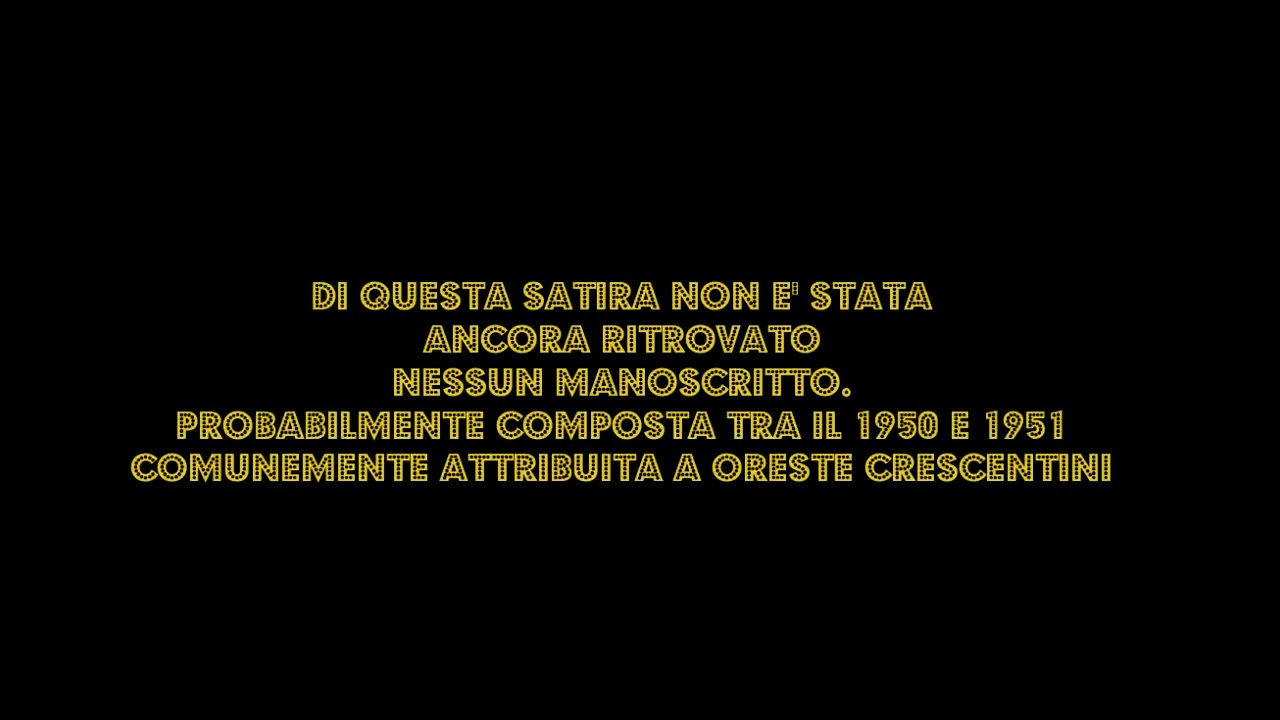 DI QUESTA SATIRA NON E' STATA
ANCORA RITROVATO
NESSUN MANOSCRITTO.
PROBABILMENTE COMPOSTA TRA IL 1950 E 1951
COMUNEMENTE ATTRIBUITA A ORESTE CRESCENTINI